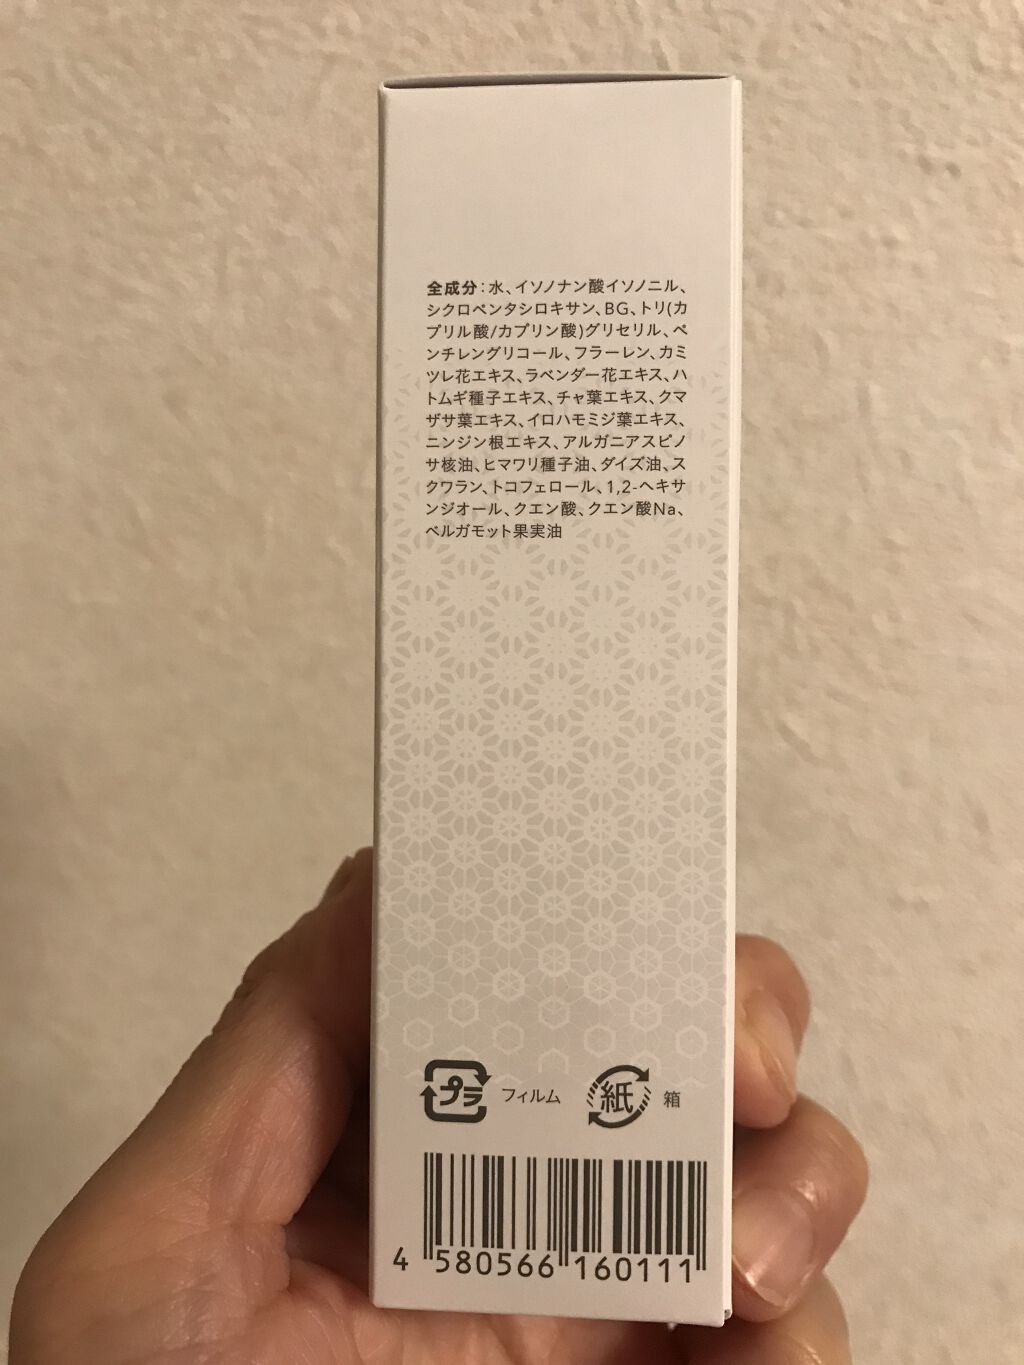 全成分:水、イソノナン酸イソノニル、
シクロペンタシロキサン、BG、トリ(カ
プリル酸/カプリン酸)グリセリル、ペ
ンチレングリコール、フラーレン、カミ
ツレ花エキス、ラベンダー花エキス、ハ
トムギ種子エキス、チャ葉エキス、クマ
ザサ葉エキス、イロハモミジ葉エキス、
ニンジン根エキス、アルガニアスピノ
サ核油、ヒマワリ種子油、ダイズ油、ス
クワラン、トコフェロール、1,2-ヘキサ
ンジオール、クエン酸、クエン酸Na、
ベルガモット果実油
プラ フィルム 紙 箱
4 580566 160111